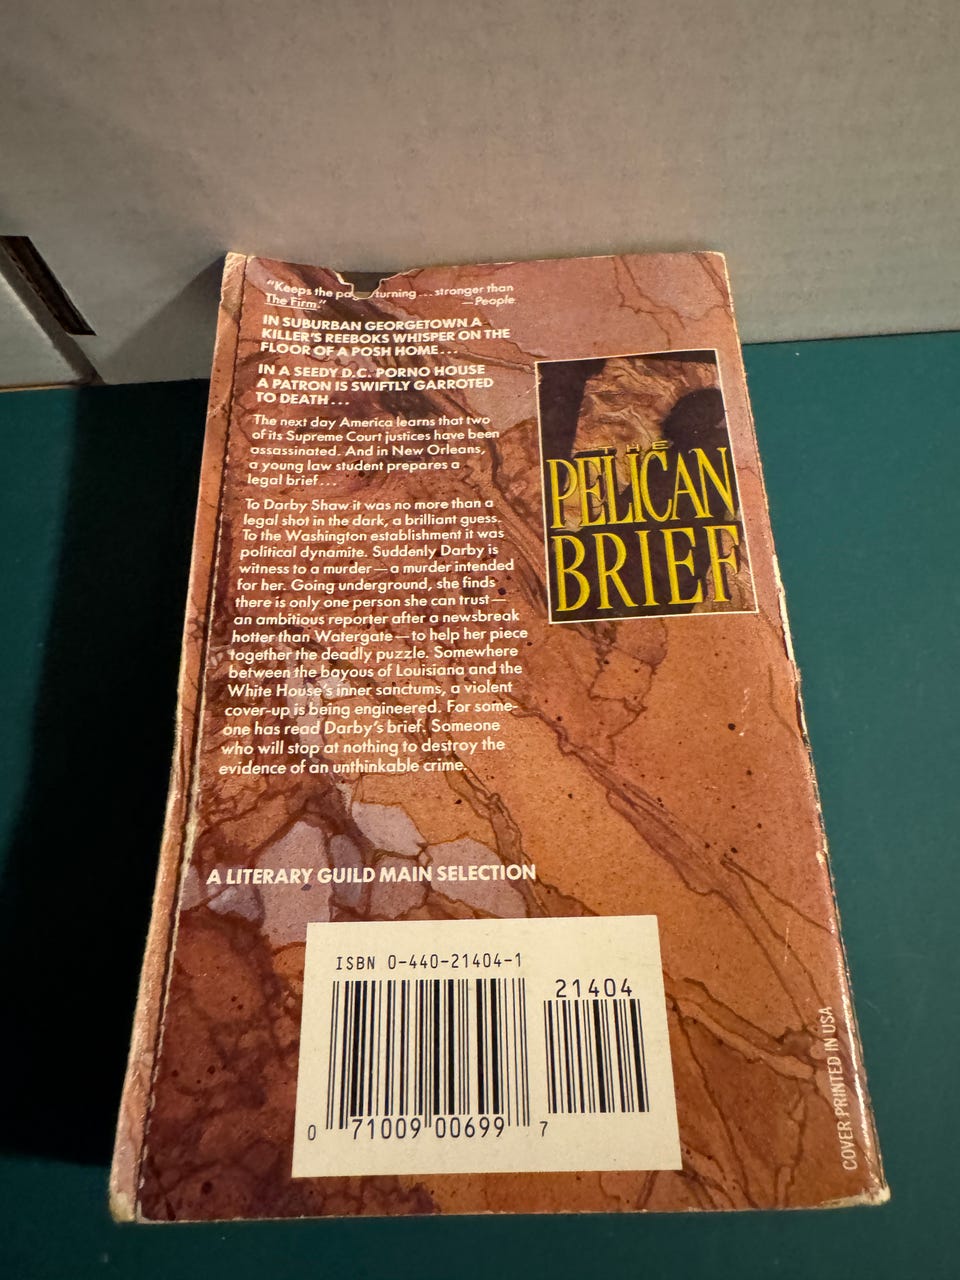 “Keeps the pa turning...stronger than
The Firm.” —People
IN SUBURBAN GEORGETOWN A
KILLER'S REEBOKS WHISPER ON THE
FLOOR OF A POSH HOME...
IN A SEEDY D.C. PORNO HOUSE
A PATRON IS SWIFTLY GARROTED
TO DEATH...
The next day America learns that two
of its Supreme Court justices have been
assassinated. And in New Orleans,
a young law student prepares a
legal brief...
To Darby Shaw it was no more than a
legal shot in the dark, a brilliant guess.
To the Washington establishment it was
political dynamite. Suddenly Darby is
witness to a murder—a murder intended
for her. Going underground, she finds
there is only one person she can trust—
an ambitious reporter after a newsbreak
hotter than Watergate—to help her piece
together the deadly puzzle. Somewhere
between the bayous of Louisiana and the
White House's inner sanctums, a violent
cover-up is being engineered. For some-
one has read Darby's brief. Someone
who will stop at nothing to destroy the
evidence of an unthinkable crime.
THE
PELICAN
BRIEF
A LITERARY GUILD MAIN SELECTION
ISBN 0-440-21404-1
21404
0 71009 00699 7
COVER PRINTED IN USA